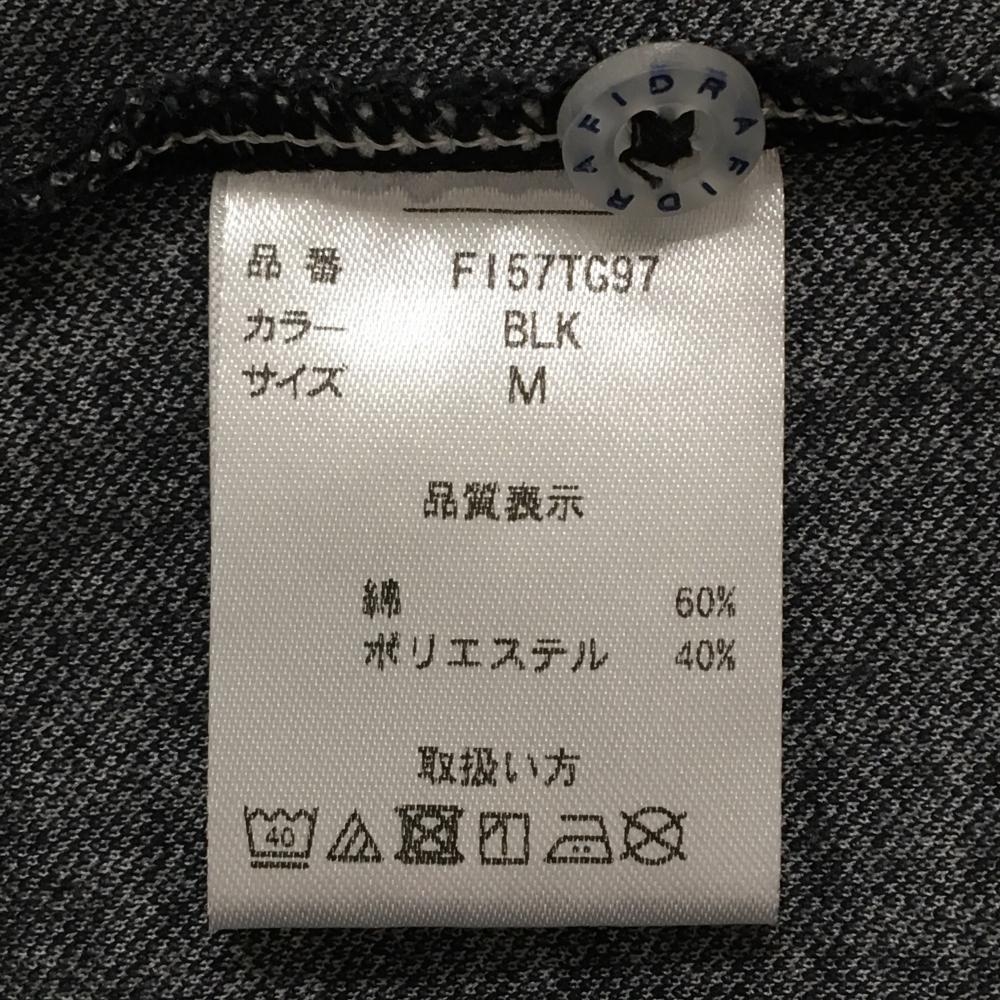 FIDRAFIDRA
品番 FI57TG97
カラー BLK
サイズ M
品質表示
綿 60%
ポリエステル 40%
取扱い方
40